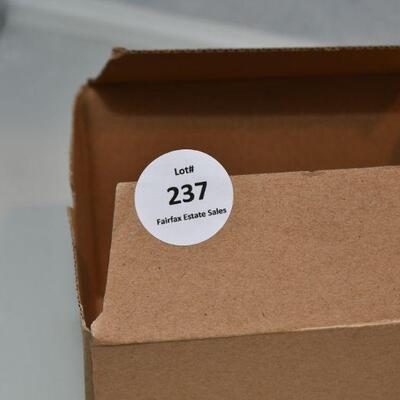 Lot#
237
Fairfax Estate Sales